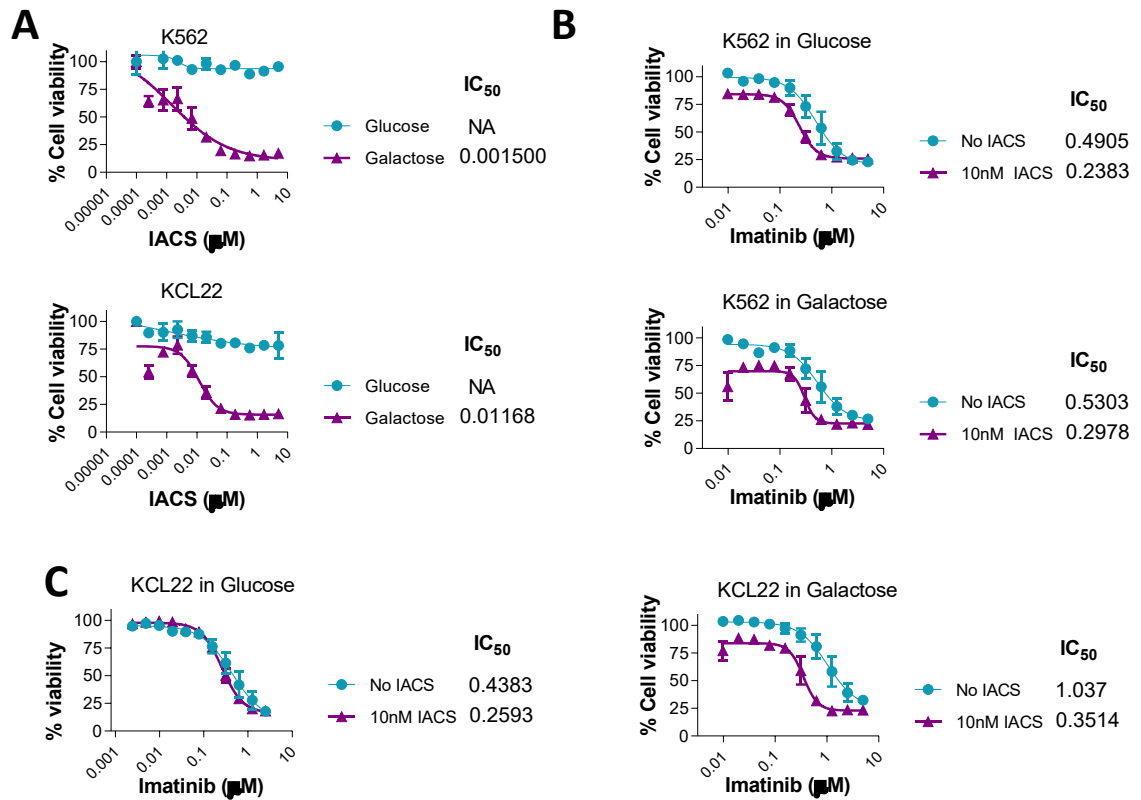 A
K562
% Cell viability
100
75
50
25
0
0.00001
0.0001
0.001
0.01
0.1
1
10
IACS (μM)
IC50
Glucose NA
Galactose 0.001500
KCL22
% Cell viability
100
75
50
25
0
0.00001
0.0001
0.001
0.01
0.1
1
10
IACS (μM)
IC50
Glucose NA
Galactose 0.01168
B
K562 in Glucose
% Cell viability
100
75
50
25
0
0.01
0.1
1
10
Imatinib (μM)
IC50
No IACS 0.4905
10nM IACS 0.2383
K562 in Galactose
% Cell viability
100
75
50
25
0
0.01
0.1
1
10
Imatinib (μM)
IC50
No IACS 0.5303
10nM IACS 0.2978
C
KCL22 in Glucose
% viability
100
75
50
25
0
0.001
0.01
0.1
1
10
Imatinib (μM)
IC50
No IACS 0.4383
10nM IACS 0.2593
KCL22 in Galactose
% Cell viability
100
75
50
25
0
0.01
0.1
1
10
Imatinib (μM)
IC50
No IACS 1.037
10nM IACS 0.3514